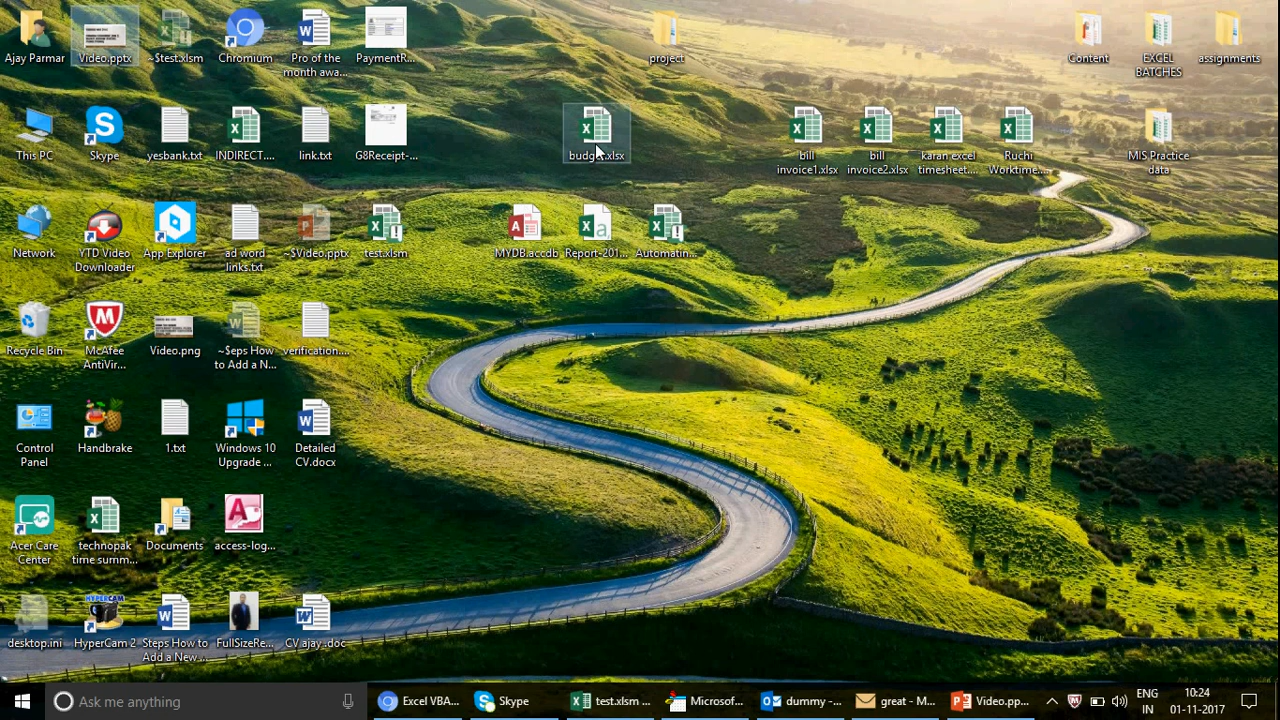 Ajay Parmar
Video.pptx
~$test.xlsm
Chromium
Pro of the
month awa...
PaymentR...
project
Content
EXCEL
BATCHES
assignments
This PC
Skype
yesbank.txt
INDIRECT....
link.txt
G8Receipt-...
budget.xlsx
bill
invoice1.xlsx
bill
invoice2.xlsx
karan excel
timesheet....
Ruchi
Worktime....
MIS Practice
data
Network
YTD Video
Downloader
App Explorer
ad word
links.txt
~$Video.pptx
test.xlsm
MYDB.accdb
Report-201...
Automatin...
Recycle Bin
McAfee
AntiVir...
Video.png
~$eps How
to Add a N...
verification....
Control
Panel
Handbrake
1.txt
Windows 10
Upgrade ...
Detailed
CV.docx
Acer Care
Center
technopak
time summ...
Documents
access-log...
desktop.ini
HYPERCAM
HyperCam 2
Steps How to
Add a New ...
FullSizeRe...
CV ajay .doc
Ask me anything
Excel VBA...
Skype
test.xlsm ...
Microsof...
dummy -...
great - M...
Video.pp...
ENG
IN
10:24
01-11-2017